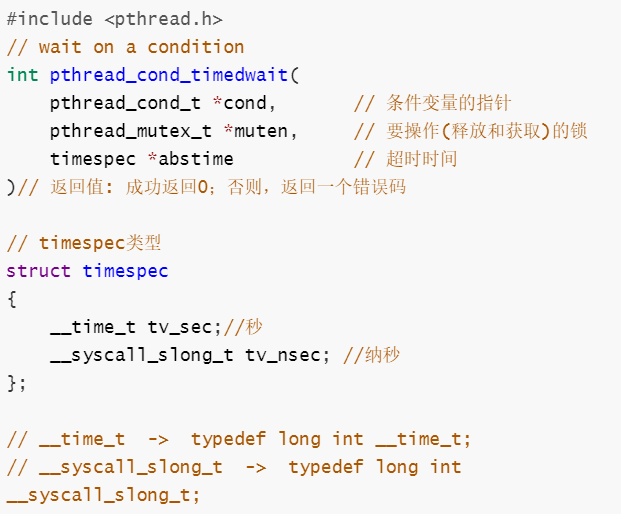 #include <pthread.h>
// wait on a condition
int pthread_cond_timedwait(
    pthread_cond_t *cond,       // 条件变量的指针
    pthread_mutex_t *muten,     // 要操作(释放和获取)的锁
    timespec *abstime           // 超时时间
)// 返回值: 成功返回0；否则，返回一个错误码

// timespec类型
struct timespec
{
    __time_t tv_sec;//秒
    __syscall_slong_t tv_nsec; //纳秒
};

// __time_t  ->  typedef long int __time_t;
// __syscall_slong_t  ->  typedef long int
__syscall_slong_t;